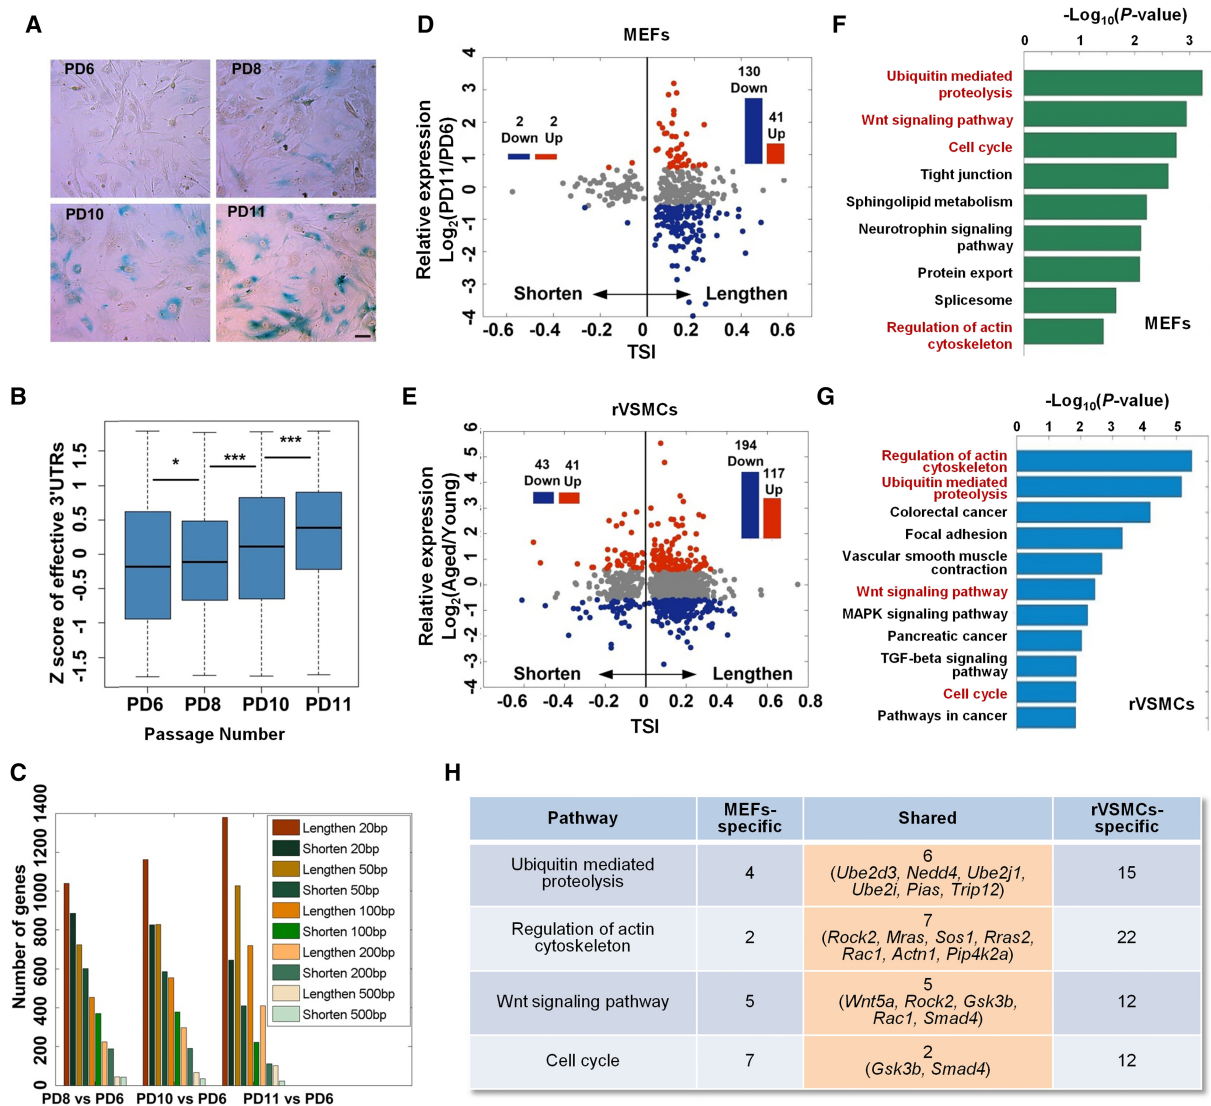 A
PD6
PD8
PD10
PD11
B
Z score of effective 3'UTRs
1.5
1
0.5
0
-0.5
-1
-1.5
*
***
***
PD6 PD8 PD10 PD11
Passage Number
C
Number of genes
0 200 400 600 800 1000 1200 1400
Lengthen 20bp
Shorten 20bp
Lengthen 50bp
Shorten 50bp
Lengthen 100bp
Shorten 100bp
Lengthen 200bp
Shorten 200bp
Lengthen 500bp
Shorten 500bp
PD8 vs PD6 PD10 vs PD6 PD11 vs PD6
D
MEFs
Relative expression
Log2(PD11/PD6)
4
3
2
1
0
-1
-2
-3
-4
2 2
Down Up
130
Down
41
Up
Shorten
Lengthen
-0.6 -0.4 -0.2 0 0.2 0.4 0.6
TSI
E
rVSMCs
Relative expression
Log2(Aged/Young)
6
5
4
3
2
1
0
-1
-2
-3
-4
43 41
Down Up
194
Down
117
Up
Shorten
Lengthen
-0.6 -0.4 -0.2 0 0.2 0.4 0.6 0.8
TSI
F
-Log10(P-value)
0 1 2 3
Ubiquitin mediated
proteolysis
Wnt signaling pathway
Cell cycle
Tight junction
Sphingolipid metabolism
Neurotrophin signaling
pathway
Protein export
Splicesome
Regulation of actin
cytoskeleton
MEFs
G
-Log10(P-value)
0 1 2 3 4 5
Regulation of actin
cytoskeleton
Ubiquitin mediated
proteolysis
Colorectal cancer
Focal adhesion
Vascular smooth muscle
contraction
Wnt signaling pathway
MAPK signaling pathway
Pancreatic cancer
TGF-beta signaling
pathway
Cell cycle
Pathways in cancer
rVSMCs
H
Pathway
MEFs-
specific
Shared
rVSMCs-
specific
Ubiquitin mediated
proteolysis
4
6
(Ube2d3, Nedd4, Ube2j1,
Ube2i, Pias, Trip12)
15
Regulation of actin
cytoskeleton
2
7
(Rock2, Mras, Sos1, Rras2,
Rac1, Actn1, Pip4k2a)
22
Wnt signaling pathway
5
5
(Wnt5a, Rock2, Gsk3b,
Rac1, Smad4)
12
Cell cycle
7
2
(Gsk3b, Smad4)
12